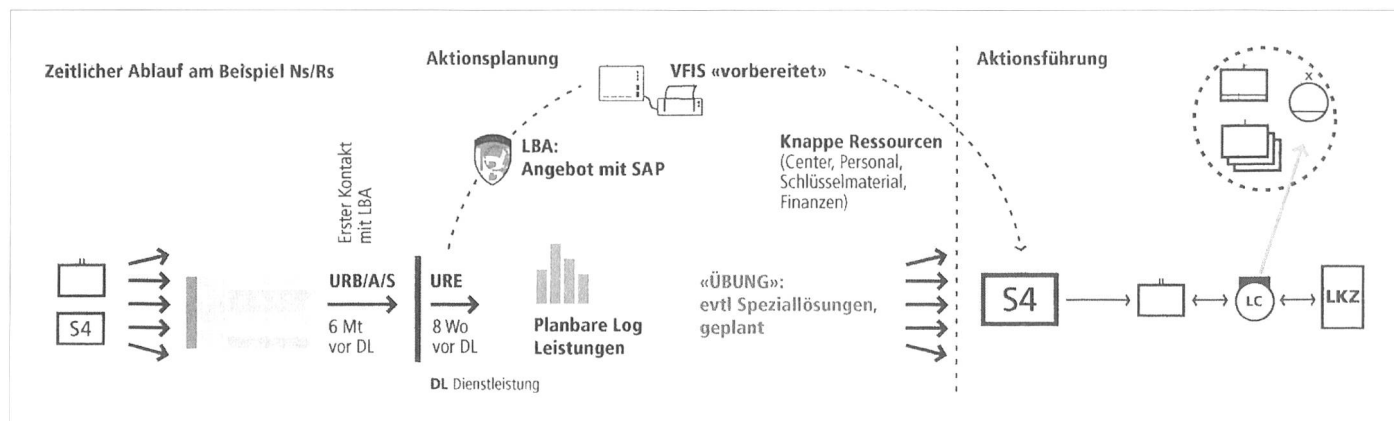 Zeitlicher Ablauf am Beispiel Ns/Rs
Aktionsplanung
VFIS «vorbereitet»
Aktionsführung
LBA:
Angebot mit SAP
Knappe Ressourcen
(Center, Personal,
Schlüsselmaterial,
Finanzen)
Erster Kontakt
mit LBA
S4
URB/A/S
6 Mt
vor DL
URE
8 Wo
vor DL
Planbare Log
Leistungen
DL Dienstleistung
«ÜBUNG»:
evtl Speziallösungen,
geplant
S4
LC
LKZ
X